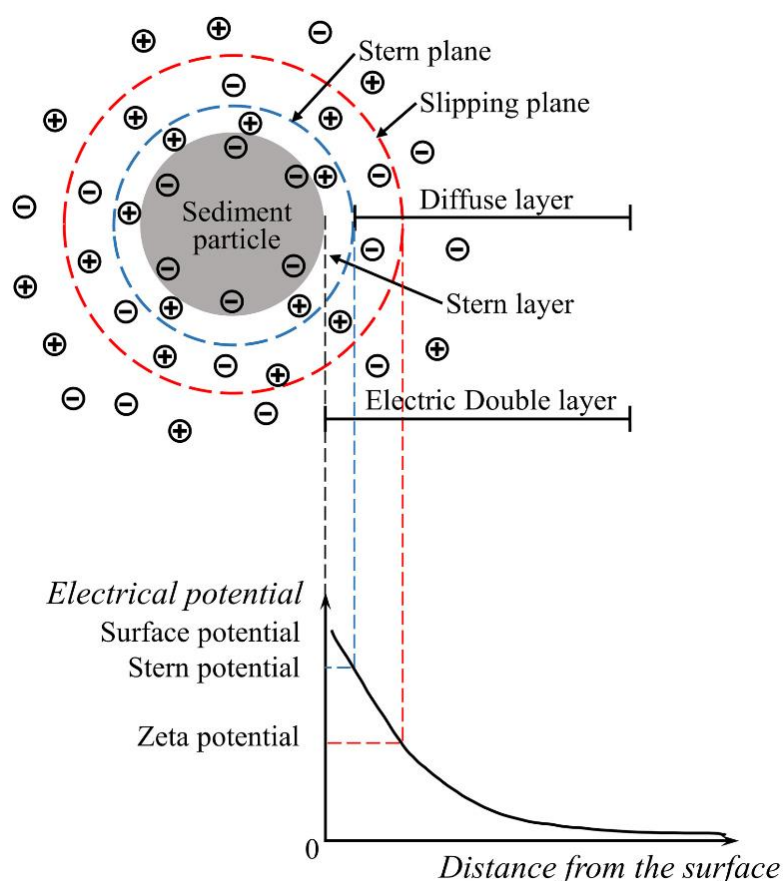 Stern plane
Slipping plane
Diffuse layer
Sediment
particle
Stern layer
Electric Double layer
Electrical potential
Surface potential
Stern potential
Zeta potential
0
Distance from the surface